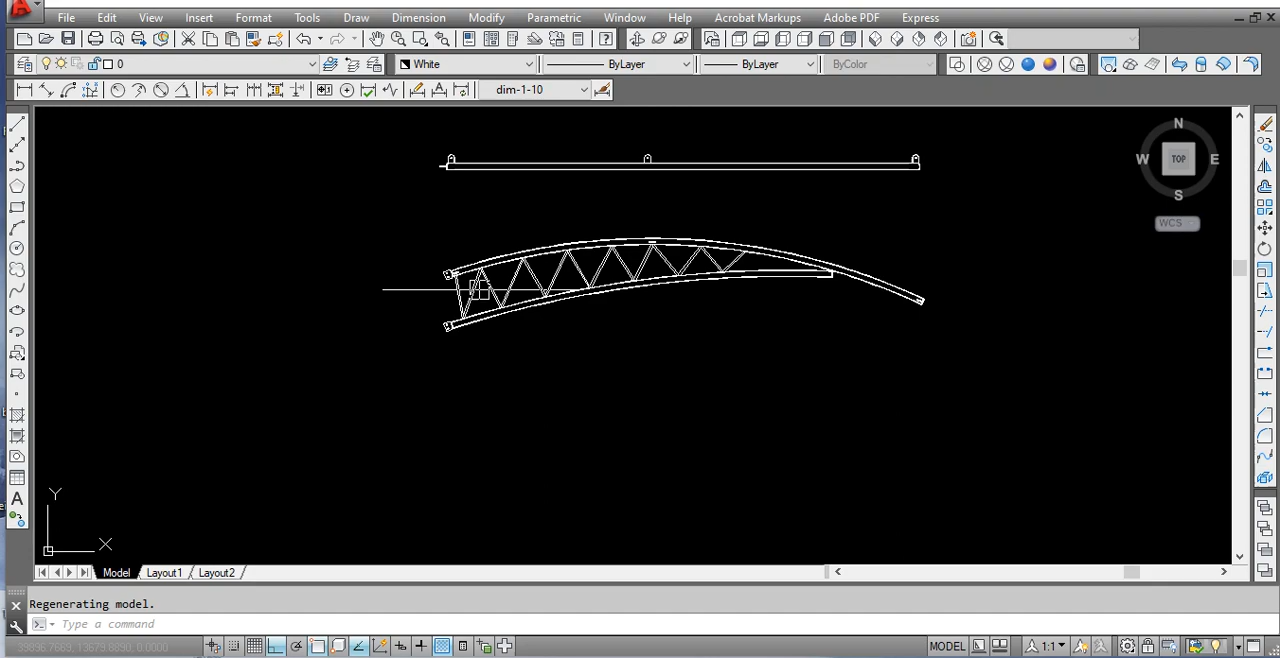 File Edit View Insert Format Tools Draw Dimension Modify Parametric Window Help Acrobat Markups Adobe PDF Express
0 White ByLayer ByLayer ByColor
dim-1-10
N
W TOP E
S
WCS
Y
X
Model Layout1 Layout2
Regenerating model.
Type a command
MODEL 1:1